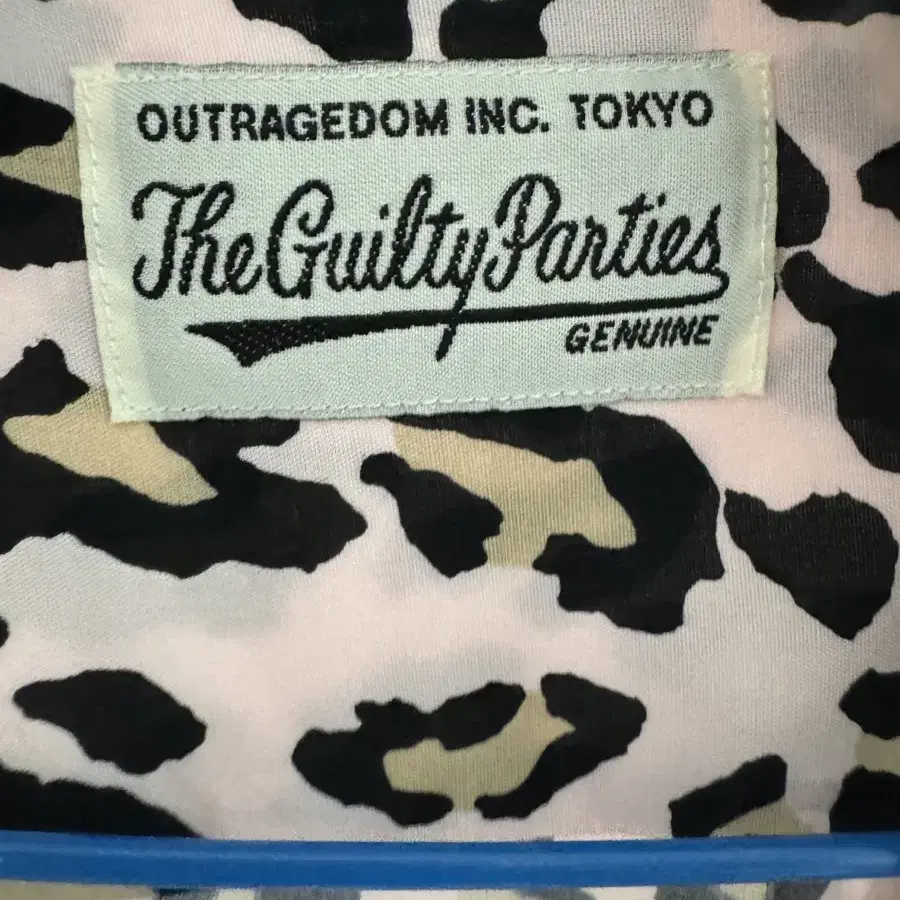 OUTRAGEDOM INC. TOKYO
The Guilty Parties
GENUINE